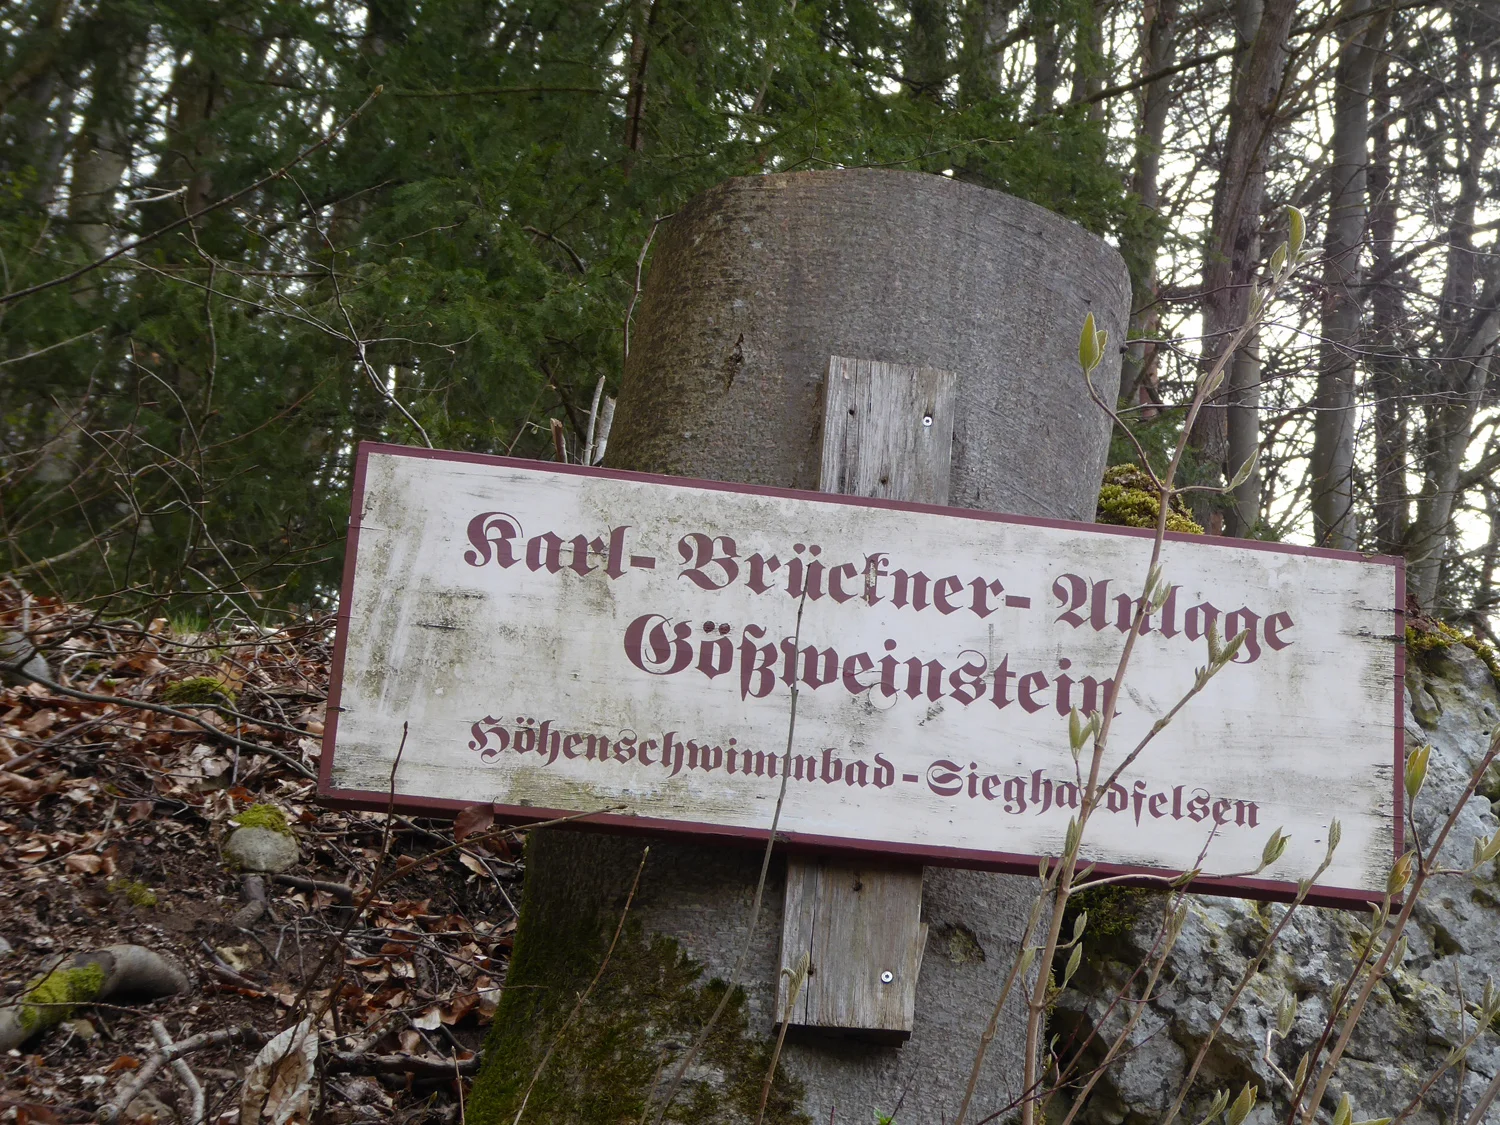 Karl-Brückner-Anlage
Gößweinstein
Höhenschwimmbad-Sieghardfelsen